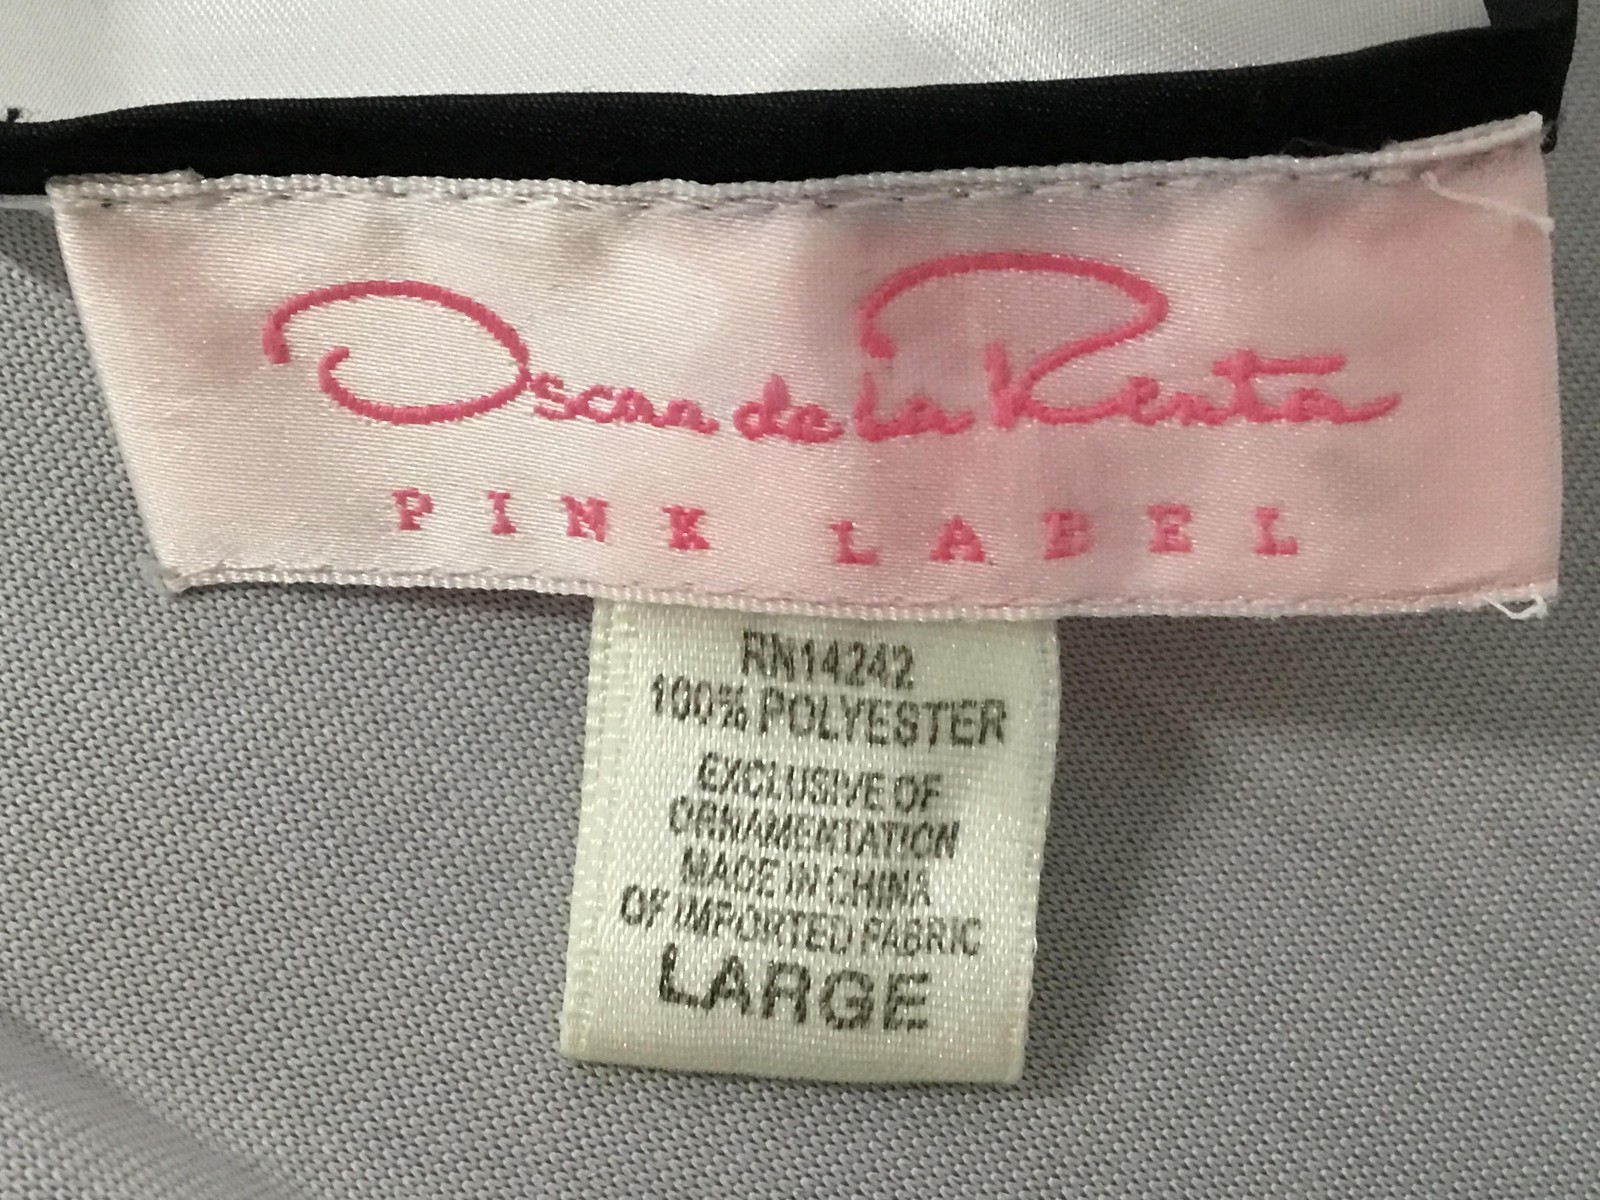 Oscar de la Renta
PINK LABEL
RN14242
100% POLYESTER
EXCLUSIVE OF
ORNAMENTATION
MADE IN CHINA
OF IMPORTED FABRIC
LARGE